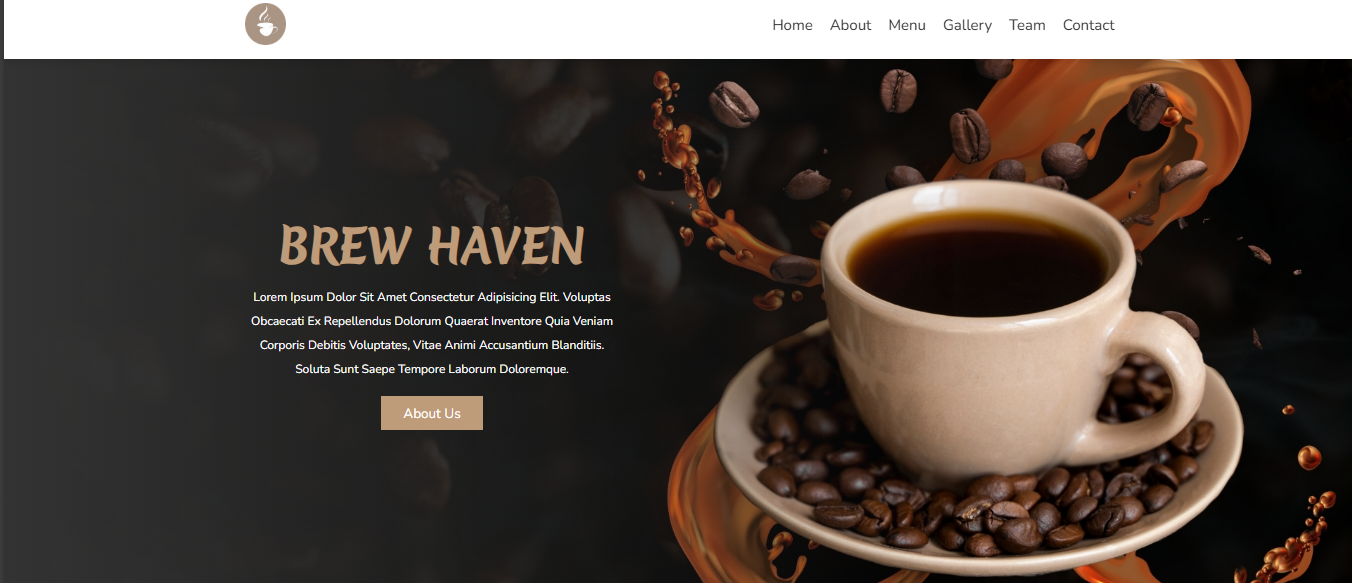 Home About Menu Gallery Team Contact
BREW HAVEN
Lorem Ipsum Dolor Sit Amet Consectetur Adipisicing Elit. Voluptas
Obcaecati Ex Repellendus Dolorum Quaerat Inventore Quia Veniam
Corporis Debitis Voluptates, Vitae Animi Accusantium Blanditiis.
Soluta Sunt Saepe Tempore Laborum Doloremque.
About Us